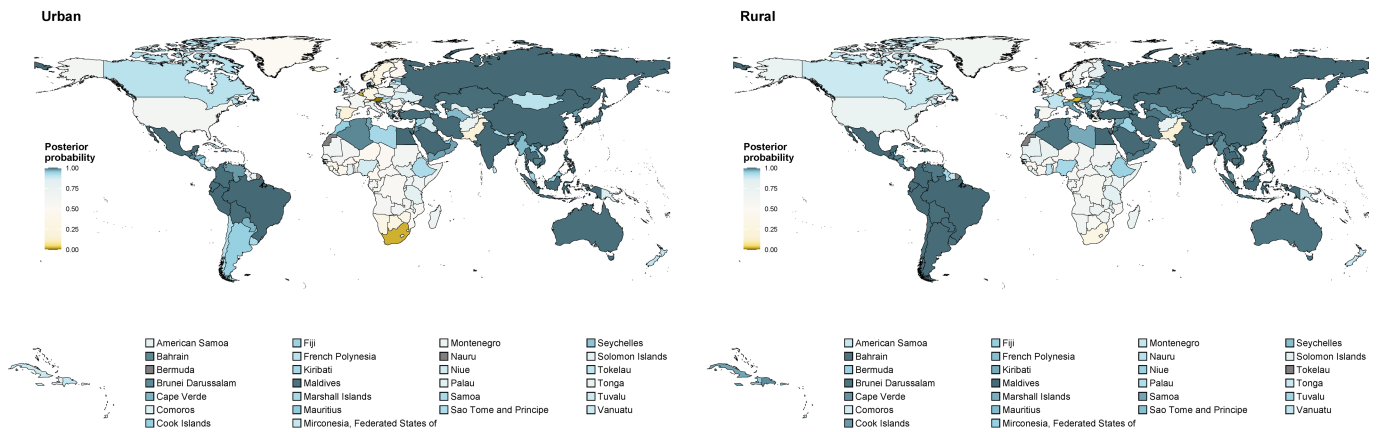 Urban
Posterior
probability
1.00
0.75
0.50
0.25
0.00
American Samoa
Bahrain
Bermuda
Brunei Darussalam
Cape Verde
Comoros
Cook Islands
Fiji
French Polynesia
Kiribati
Maldives
Marshall Islands
Mauritius
Mirconesia, Federated States of
Montenegro
Nauru
Niue
Palau
Samoa
Sao Tome and Principe
Seychelles
Solomon Islands
Tokelau
Tonga
Tuvalu
Vanuatu
Rural
Posterior
probability
1.00
0.75
0.50
0.25
0.00
American Samoa
Bahrain
Bermuda
Brunei Darussalam
Cape Verde
Comoros
Cook Islands
Fiji
French Polynesia
Kiribati
Maldives
Marshall Islands
Mauritius
Mirconesia, Federated States of
Montenegro
Nauru
Niue
Palau
Samoa
Sao Tome and Principe
Seychelles
Solomon Islands
Tokelau
Tonga
Tuvalu
Vanuatu